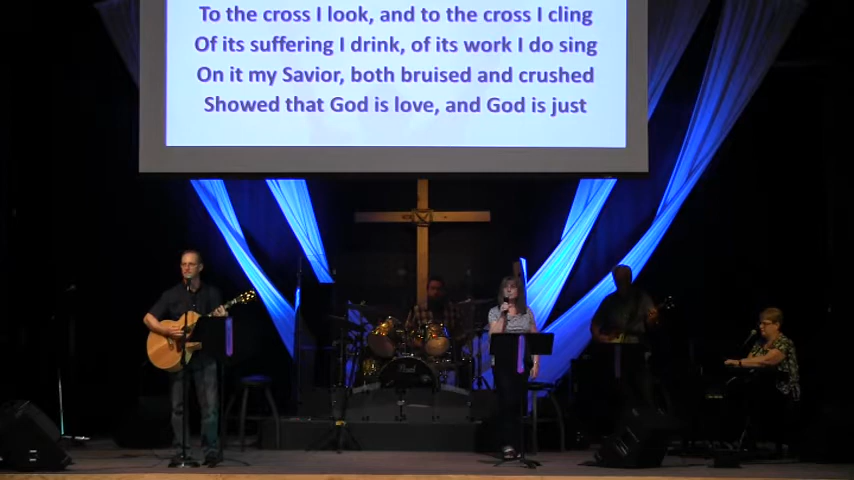 To the cross I look, and to the cross I cling
Of its suffering I drink, of its work I do sing
On it my Savior, both bruised and crushed
Showed that God is love, and God is just
Pearl